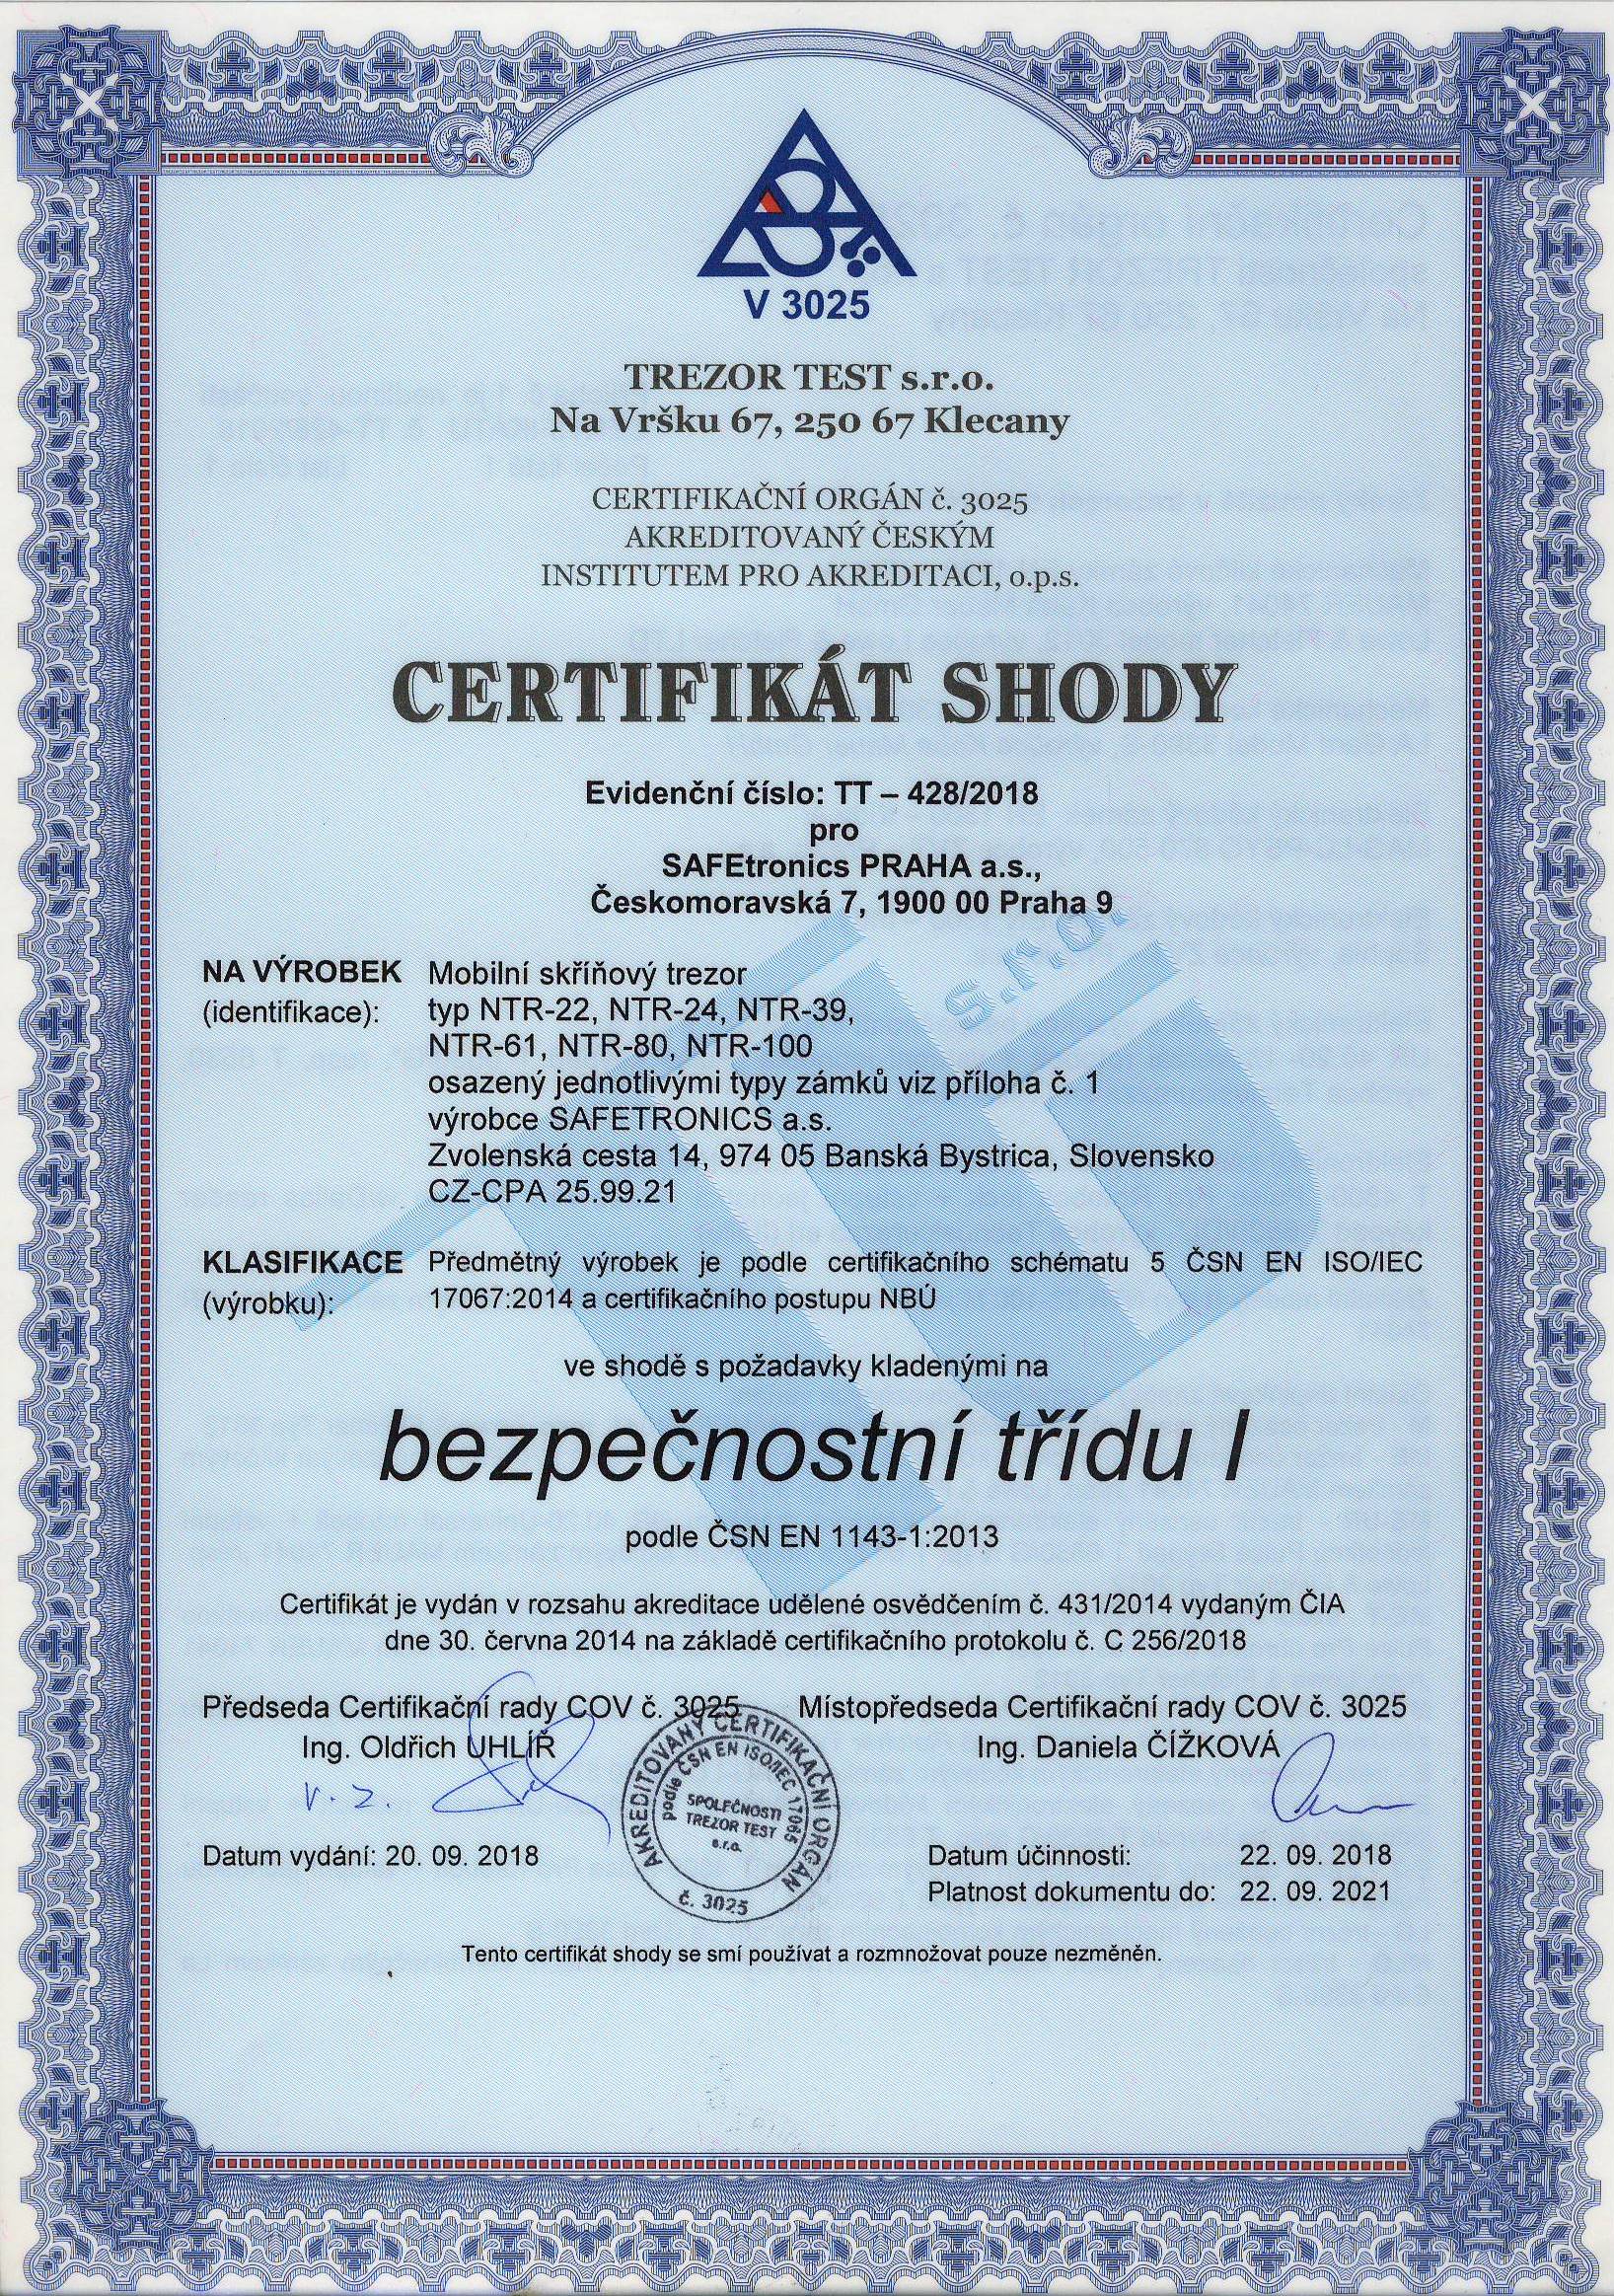 V 3025
TREZOR TEST s.r.o.
Na Vršku 67, 250 67 Klecany
CERTIFIKAČNÍ ORGÁN č. 3025
AKREDITOVANÝ ČESKÝM
INSTITUTEM PRO AKREDITACI, o.p.s.
CERTIFIKÁT SHODY
Evidenční číslo: TT – 428/2018
pro
SAFEtronics PRAHA a.s.,
Českomoravská 7, 1900 00 Praha 9
s.r.o.
NA VÝROBEK Mobilní skříňový trezor
(identifikace): typ NTR-22, NTR-24, NTR-39,
NTR-61, NTR-80, NTR-100
osazený jednotlivými typy zámků viz příloha č. 1
výrobce SAFETRONICS a.s.
Zvolenská cesta 14, 974 05 Banská Bystrica, Slovensko
CZ-CPA 25.99.21
KLASIFIKACE Předmětný výrobek je podle certifikačního schématu 5 ČSN EN ISO/IEC
(výrobku): 17067:2014 a certifikačního postupu NBÚ
ve shodě s požadavky kladenými na
bezpečnostní třídu I
podle ČSN EN 1143-1:2013
Certifikát je vydán v rozsahu akreditace udělené osvědčením č. 431/2014 vydaným ČIA
dne 30. června 2014 na základě certifikačního protokolu č. C 256/2018
Předseda Certifikační rady COV č. 3025 Místopředseda Certifikační rady COV č. 3025
Ing. Oldřich UHLÍŘ Ing. Daniela ČÍŽKOVÁ
v. z.
AKREDITOVANÝ CERTIFIKAČNÍ ORGÁN
podle ČSN EN ISO/IEC 17065
SPOLEČNOSTI
TREZOR TEST
s.r.o.
č. 3025
Datum vydání: 20. 09. 2018 Datum účinnosti: 22. 09. 2018
Platnost dokumentu do: 22. 09. 2021
Tento certifikát shody se smí používat a rozmnožovat pouze nezměněn.